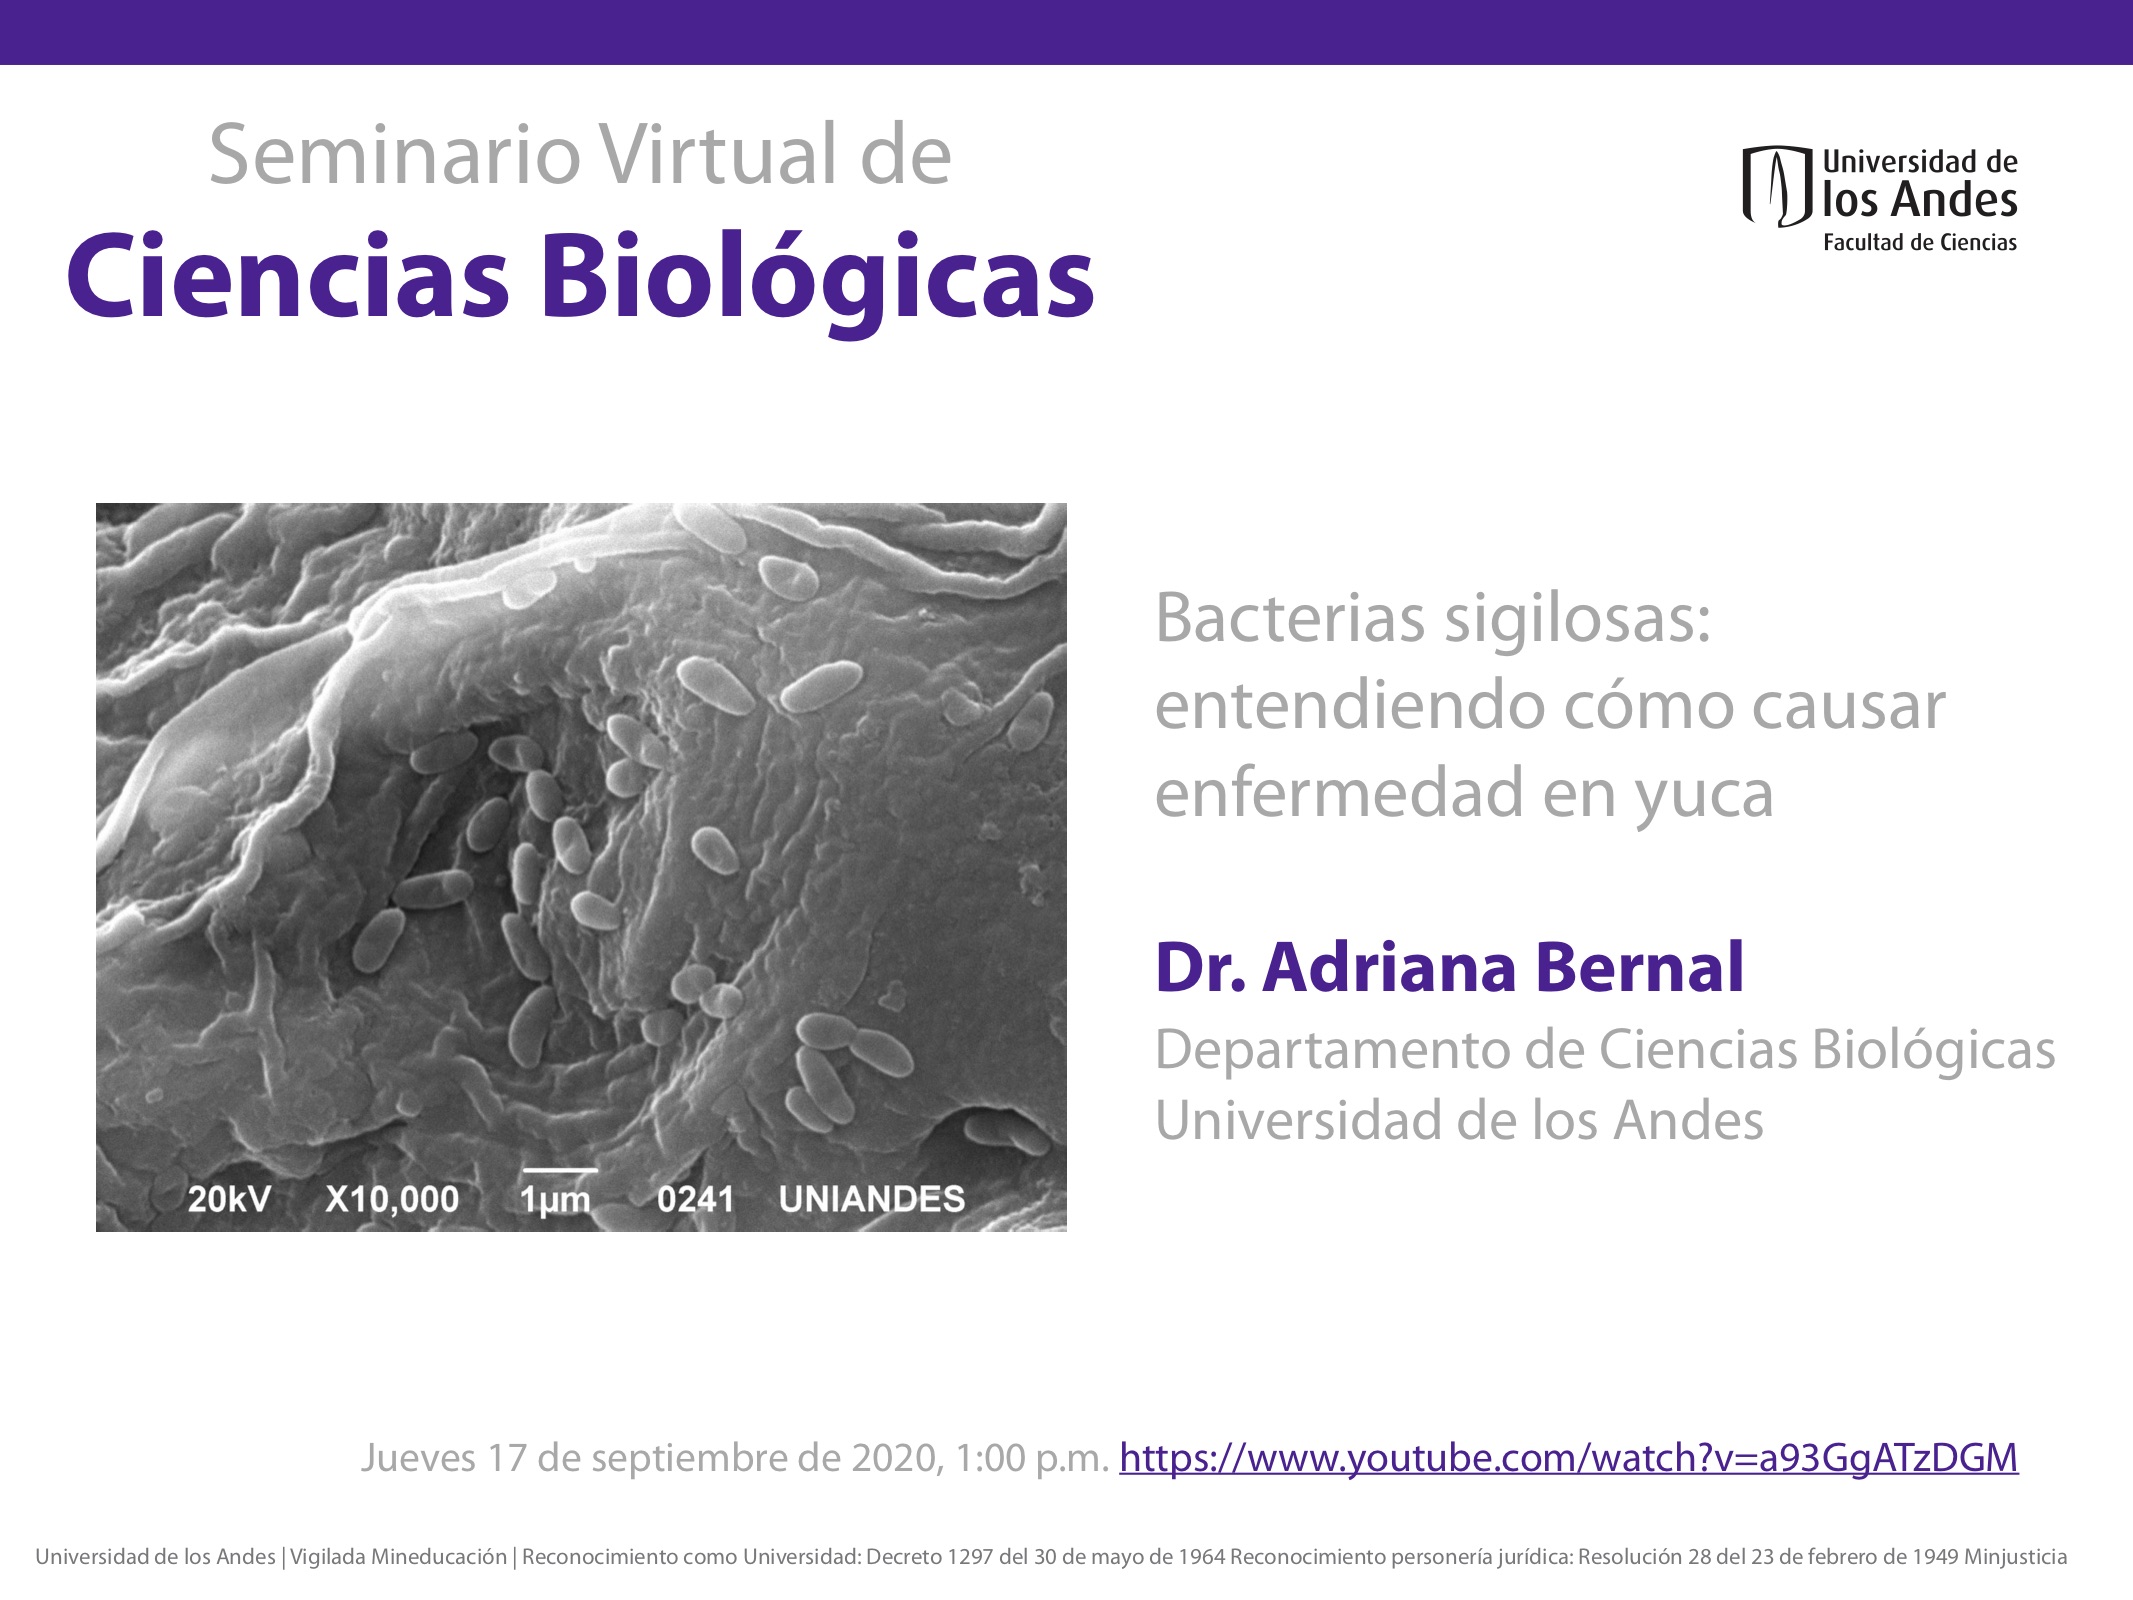 Seminario Virtual de
Ciencias Biológicas
Universidad de
los Andes
Facultad de Ciencias
Bacterias sigilosas:
entendiendo cómo causar
enfermedad en yuca
Dr. Adriana Bernal
Departamento de Ciencias Biológicas
Universidad de los Andes
20kV X10,000 1µm 0241 UNIANDES
Jueves 17 de septiembre de 2020, 1:00 p.m. https://www.youtube.com/watch?v=a93GgATzDGM
Universidad de los Andes | Vigilada Mineducación | Reconocimiento como Universidad: Decreto 1297 del 30 de mayo de 1964 Reconocimiento personería jurídica: Resolución 28 del 23 de febrero de 1949 Minjusticia